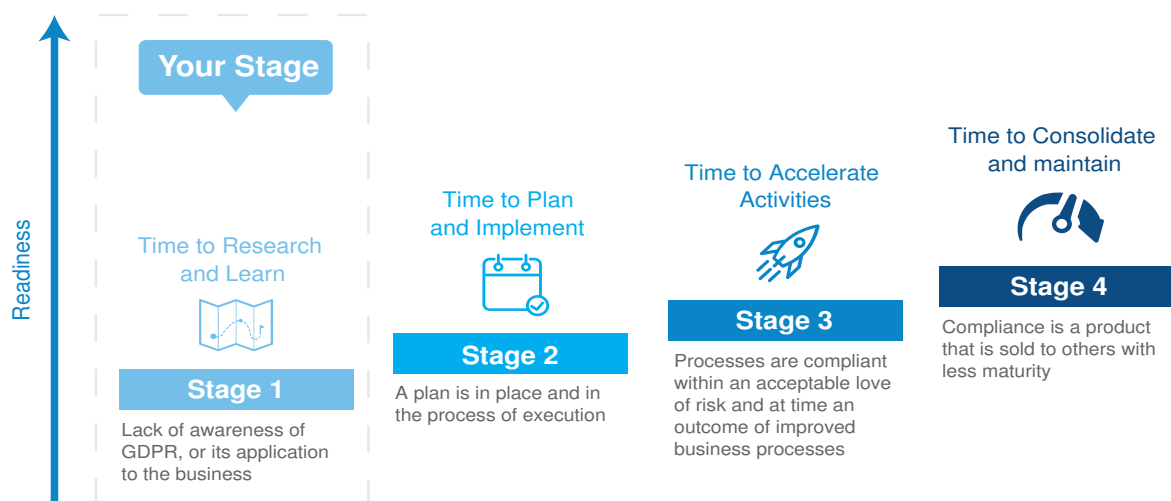 Your Stage
Readiness
Time to Research
and Learn
Stage 1
Lack of awareness of
GDPR, or its application
to the business
Time to Plan
and Implement
Stage 2
A plan is in place and in
the process of execution
Time to Accelerate
Activities
Stage 3
Processes are compliant
within an acceptable love
of risk and at time an
outcome of improved
business processes
Time to Consolidate
and maintain
Stage 4
Compliance is a product
that is sold to others with
less maturity